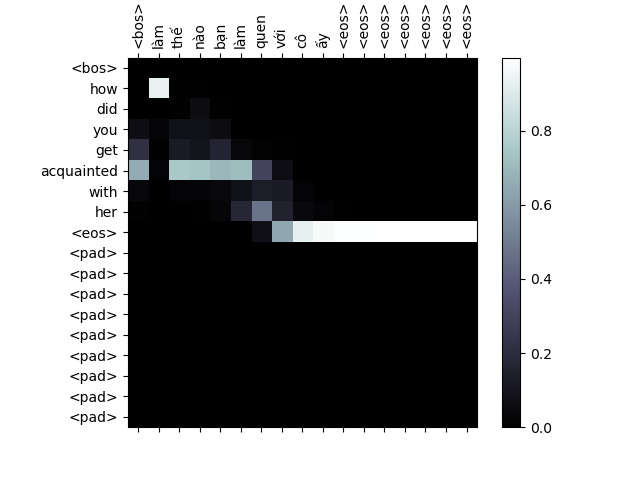 <bos> làm thế nào bạn làm quen với cô ấy <eos> <eos> <eos> <eos> <eos> <eos> <eos>
<bos>
how
did
you
get
acquainted
with
her
<eos>
<pad>
<pad>
<pad>
<pad>
<pad>
<pad>
<pad>
<pad>
<pad>
0.8
0.6
0.4
0.2
0.0